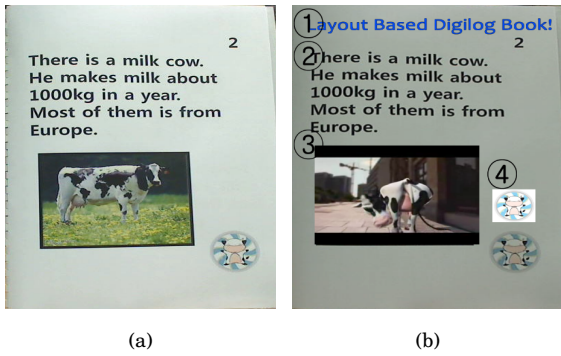 2
There is a milk cow.
He makes milk about
1000kg in a year.
Most of them is from
Europe.
(a)
① Layout Based Digilog Book!
2
② There is a milk cow.
He makes milk about
1000kg in a year.
Most of them is from
Europe.
③
④
(b)